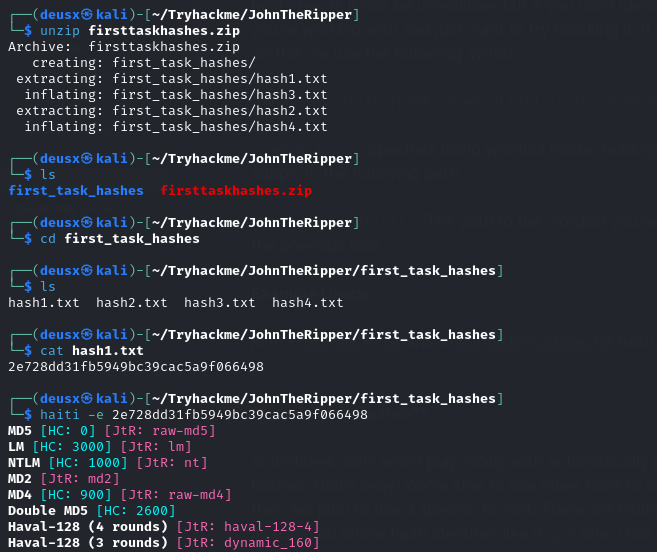 ┌──(deusx㉿kali)-[~/Tryhackme/JohnTheRipper]
└─$ unzip firsttaskhashes.zip
Archive:  firsttaskhashes.zip
   creating: first_task_hashes/
 extracting: first_task_hashes/hash1.txt
  inflating: first_task_hashes/hash3.txt
 extracting: first_task_hashes/hash2.txt
  inflating: first_task_hashes/hash4.txt
┌──(deusx㉿kali)-[~/Tryhackme/JohnTheRipper]
└─$ ls
first_task_hashes  firsttaskhashes.zip
┌──(deusx㉿kali)-[~/Tryhackme/JohnTheRipper]
└─$ cd first_task_hashes
┌──(deusx㉿kali)-[~/Tryhackme/JohnTheRipper/first_task_hashes]
└─$ ls
hash1.txt  hash2.txt  hash3.txt  hash4.txt
┌──(deusx㉿kali)-[~/Tryhackme/JohnTheRipper/first_task_hashes]
└─$ cat hash1.txt
2e728dd31fb5949bc39cac5a9f066498
┌──(deusx㉿kali)-[~/Tryhackme/JohnTheRipper/first_task_hashes]
└─$ haiti -e 2e728dd31fb5949bc39cac5a9f066498
MD5 [HC: 0] [JtR: raw-md5]
LM [HC: 3000] [JtR: lm]
NTLM [HC: 1000] [JtR: nt]
MD2 [JtR: md2]
MD4 [HC: 900] [JtR: raw-md4]
Double MD5 [HC: 2600]
Haval-128 (4 rounds) [JtR: haval-128-4]
Haval-128 (3 rounds) [JtR: dynamic_160]